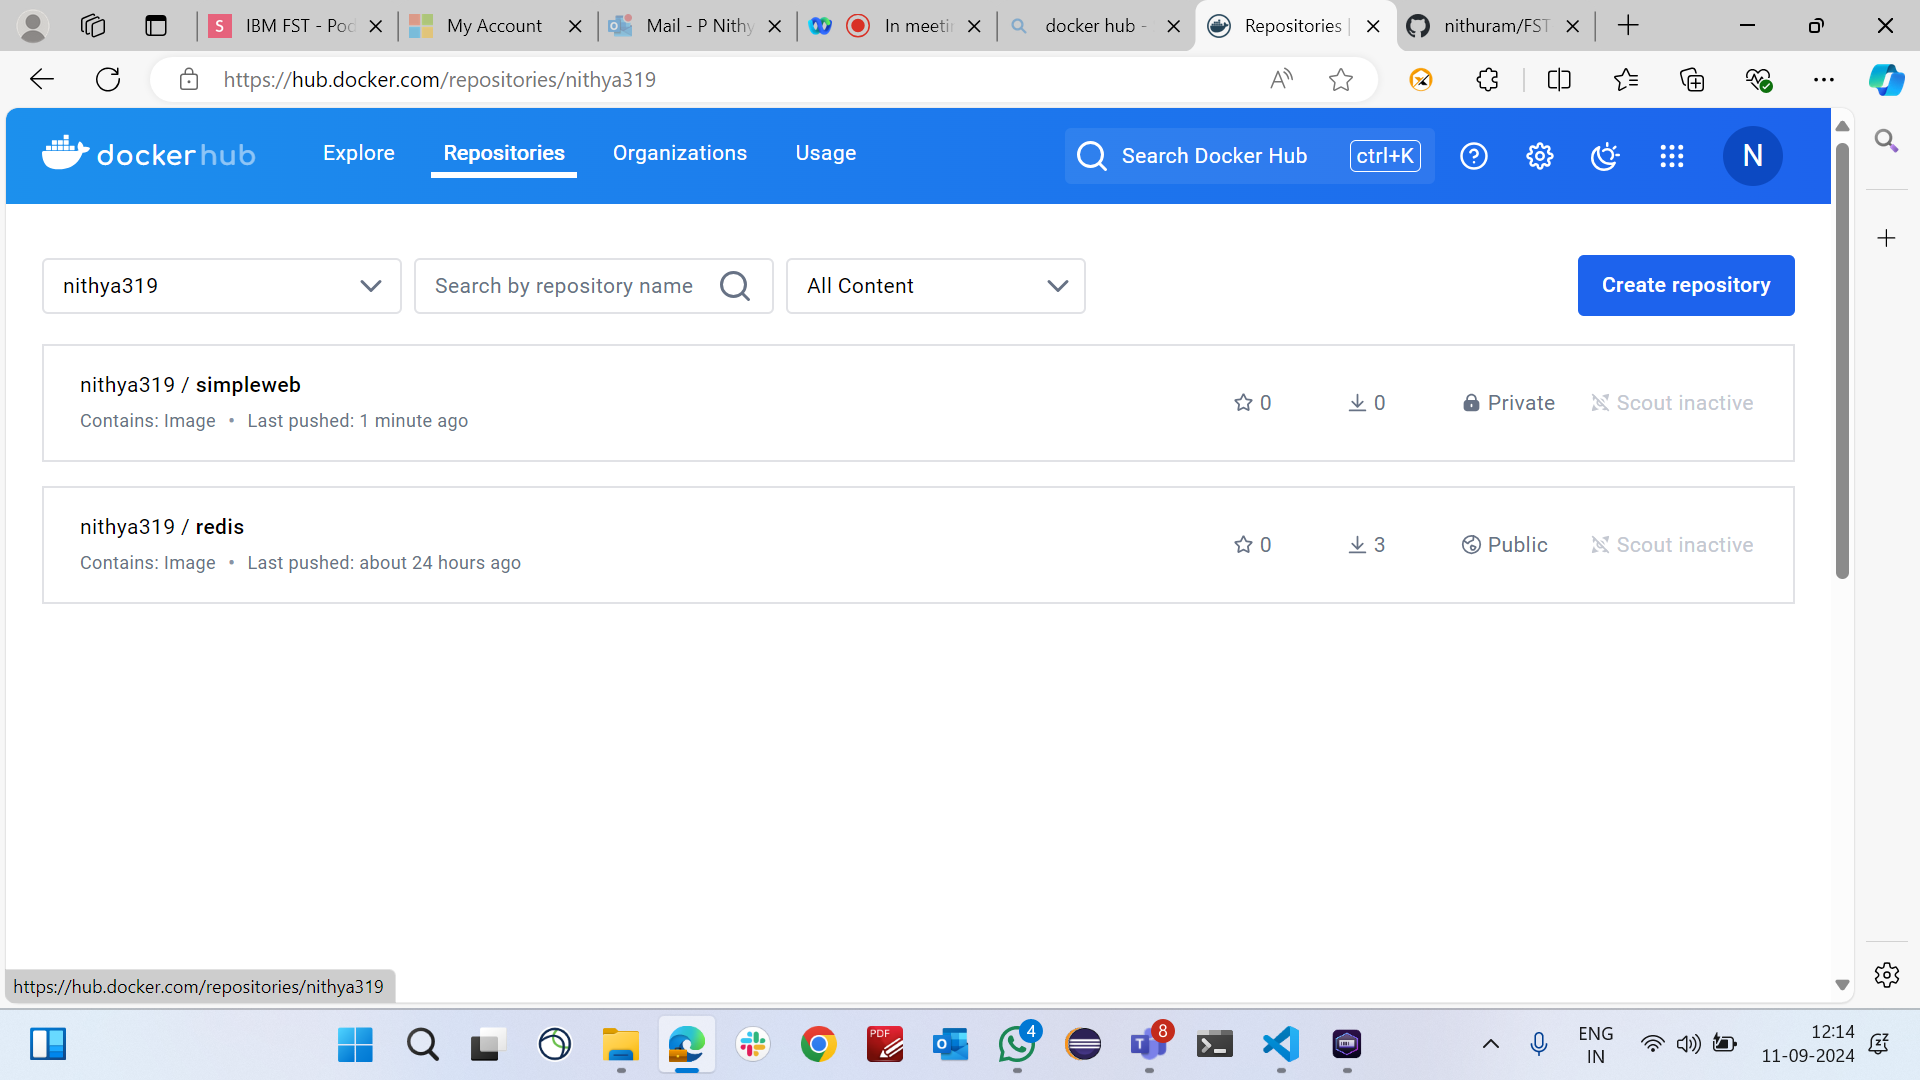 IBM FST - Pod
My Account
Mail - P Nithy
In meetin
docker hub -
Repositories |
nithuram/FST
https://hub.docker.com/repositories/nithya319
docker hub
Explore
Repositories
Organizations
Usage
Search Docker Hub
ctrl+K
N
nithya319
Search by repository name
All Content
Create repository
nithya319 / simpleweb
0
0
Private
Scout inactive
Contains: Image • Last pushed: 1 minute ago
nithya319 / redis
0
3
Public
Scout inactive
Contains: Image • Last pushed: about 24 hours ago
https://hub.docker.com/repositories/nithya319
PDF
4
8
ENG
IN
12:14
11-09-2024